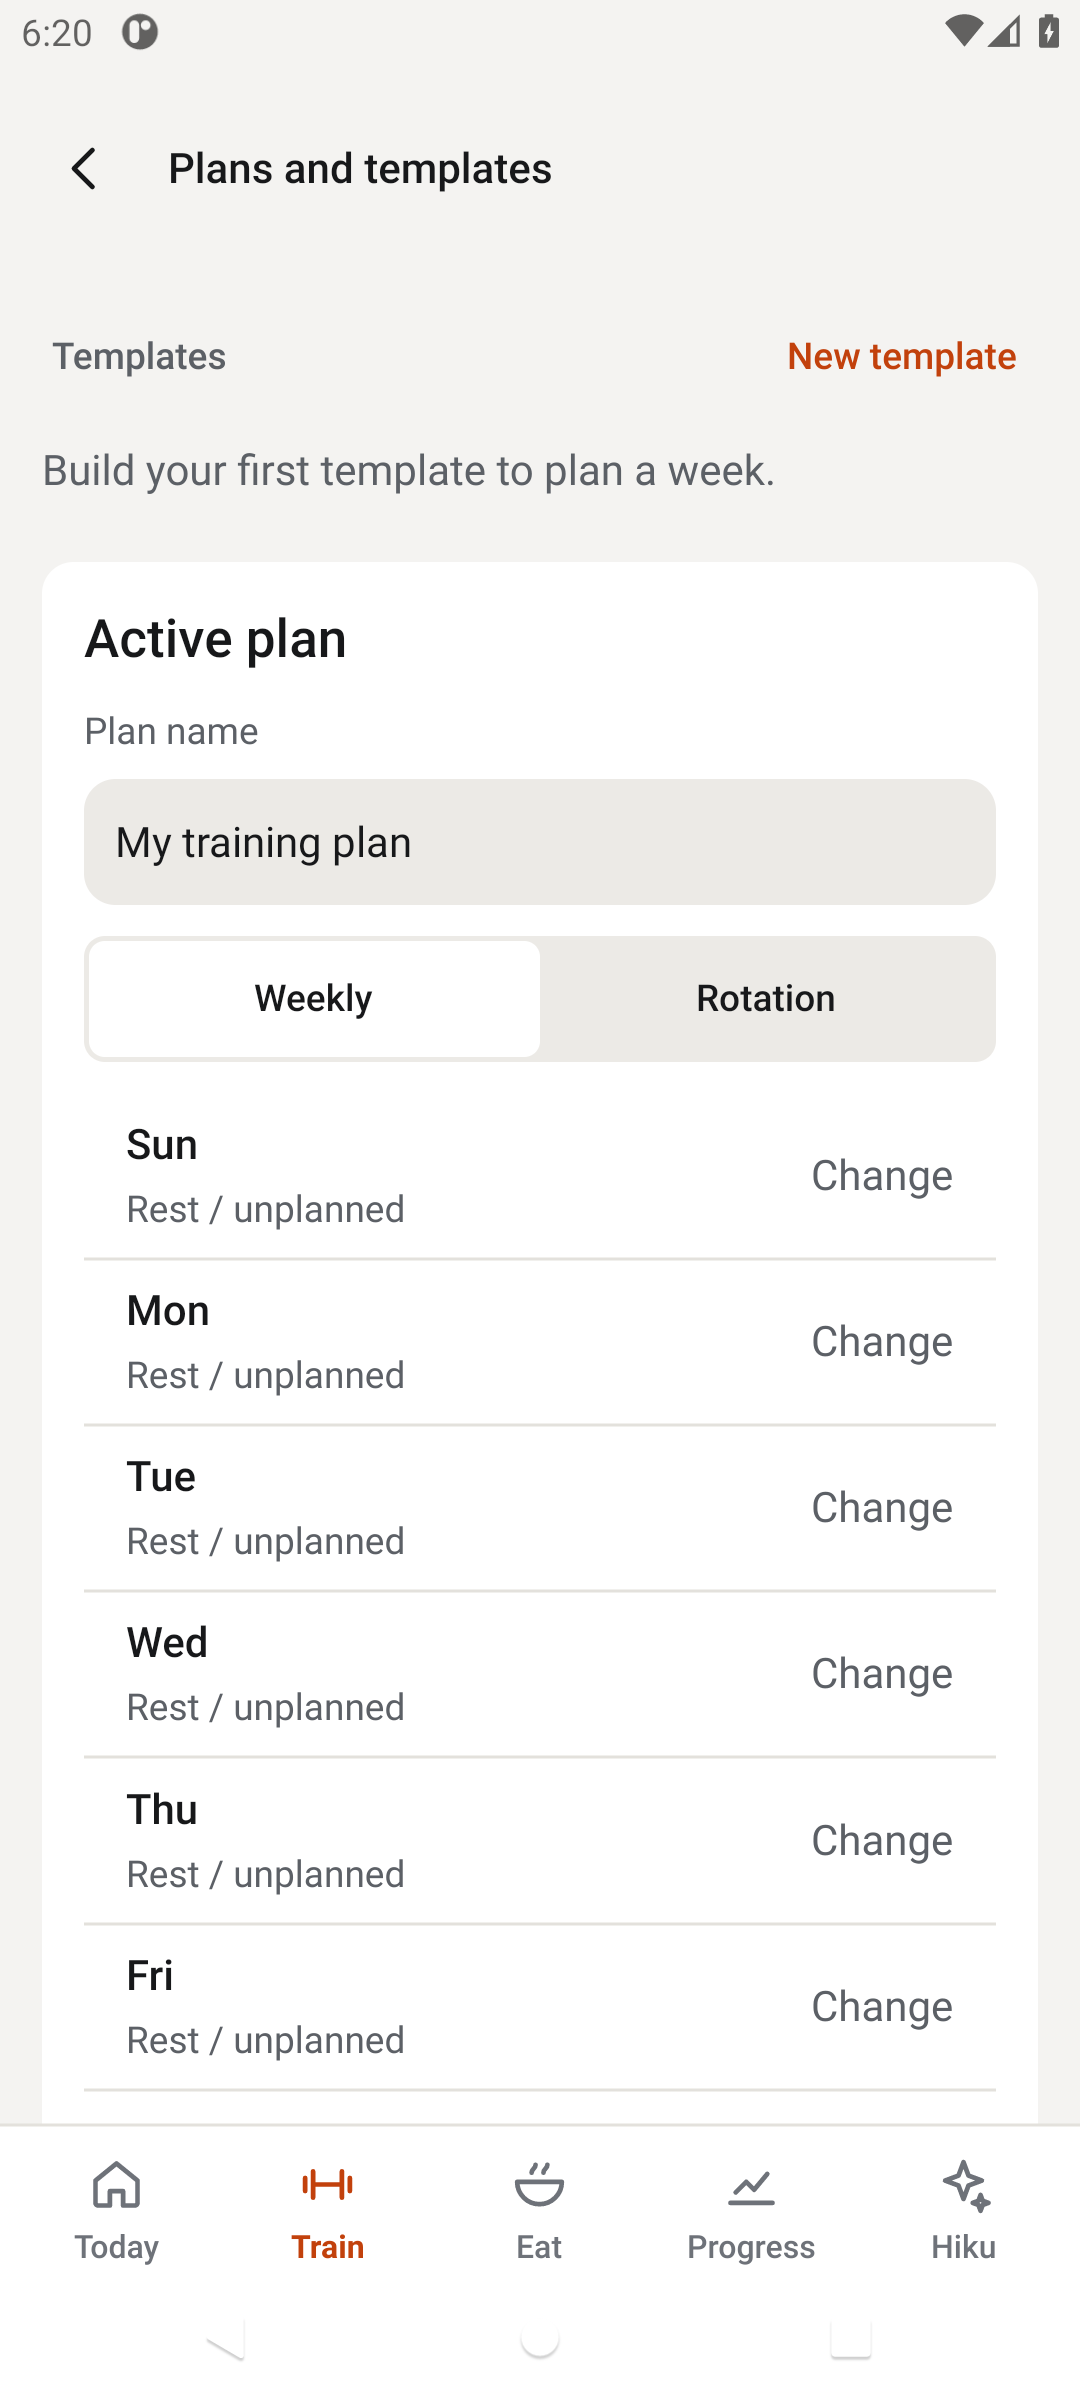 6:20
Plans and templates
Templates
New template
Build your first template to plan a week.
Active plan
Plan name
My training plan
Weekly
Rotation
Sun
Rest / unplanned
Change
Mon
Rest / unplanned
Change
Tue
Rest / unplanned
Change
Wed
Rest / unplanned
Change
Thu
Rest / unplanned
Change
Fri
Rest / unplanned
Change
Today
Train
Eat
Progress
Hiku